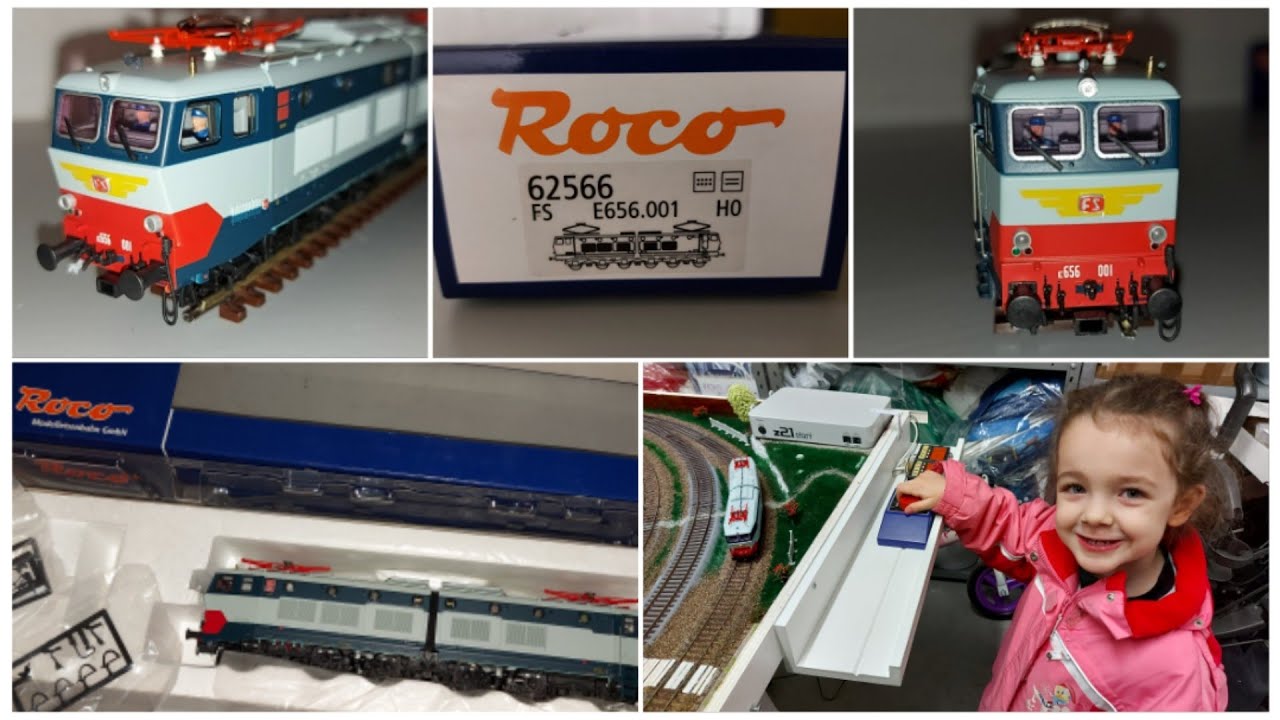 FS
E656 001
Roco
62566
FS E656.001 H0
FS
E656 001
Roco
Modelleisenbahn GmbH
z21 start